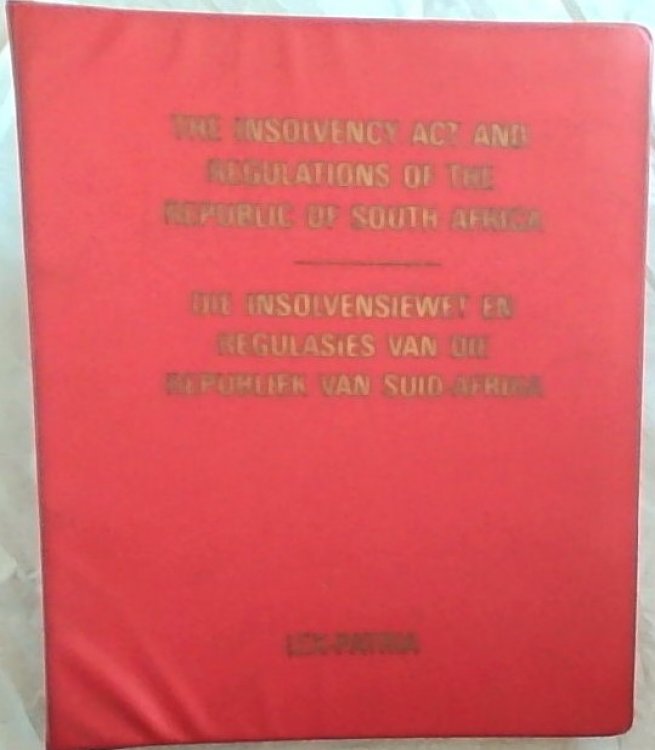 THE INSOLVENCY ACT AND
REGULATIONS OF THE
REPUBLIC OF SOUTH AFRICA
DIE INSOLVENSIEWET EN
REGULASIES VAN DIE
REPUBLIEK VAN SUID-AFRIKA
LEX-PATRIA